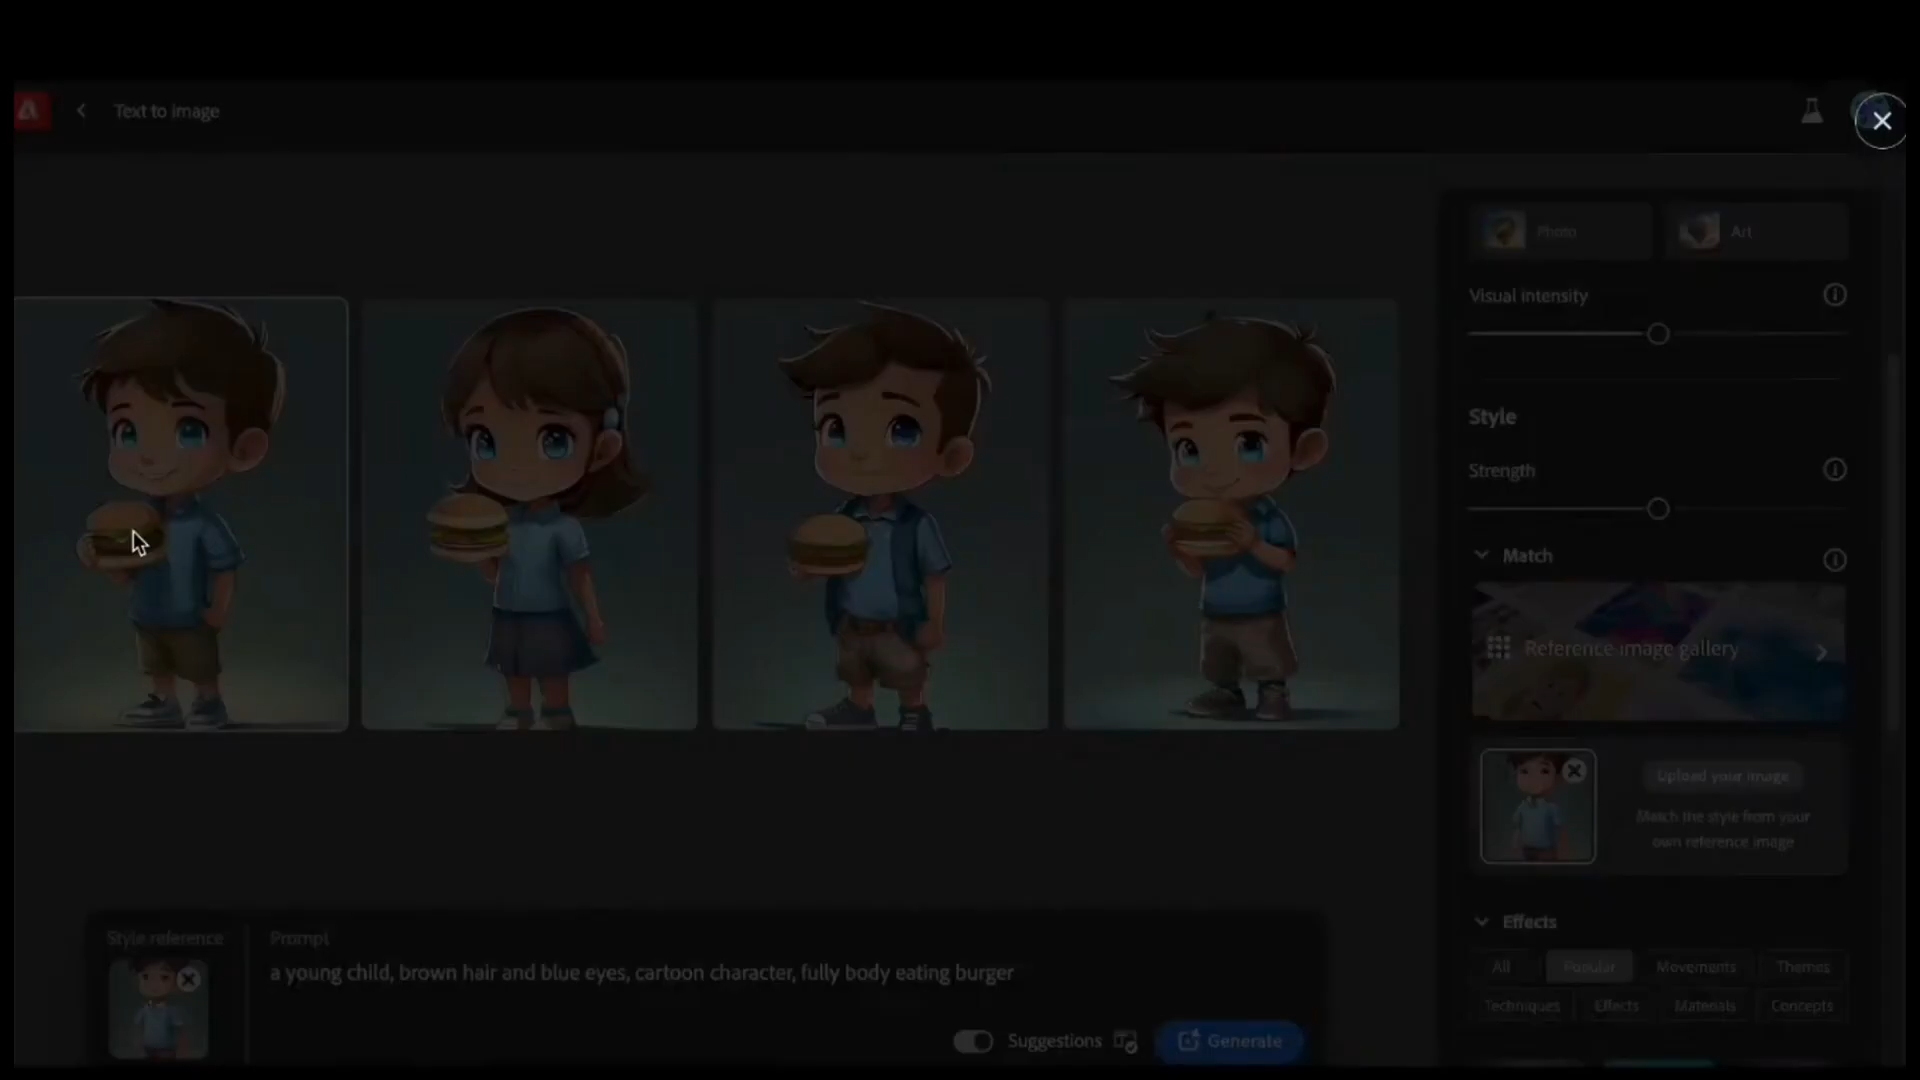 Text to image
Photo
Art
Visual intensity
Style
Strength
Match
Reference image gallery
Upload your image
Match the style from your
own reference image
Effects
All
Popular
Movements
Themes
Techniques
Effects
Materials
Concepts
Style reference
Prompt
a young child, brown hair and blue eyes, cartoon character, fully body eating burger
Suggestions
Generate